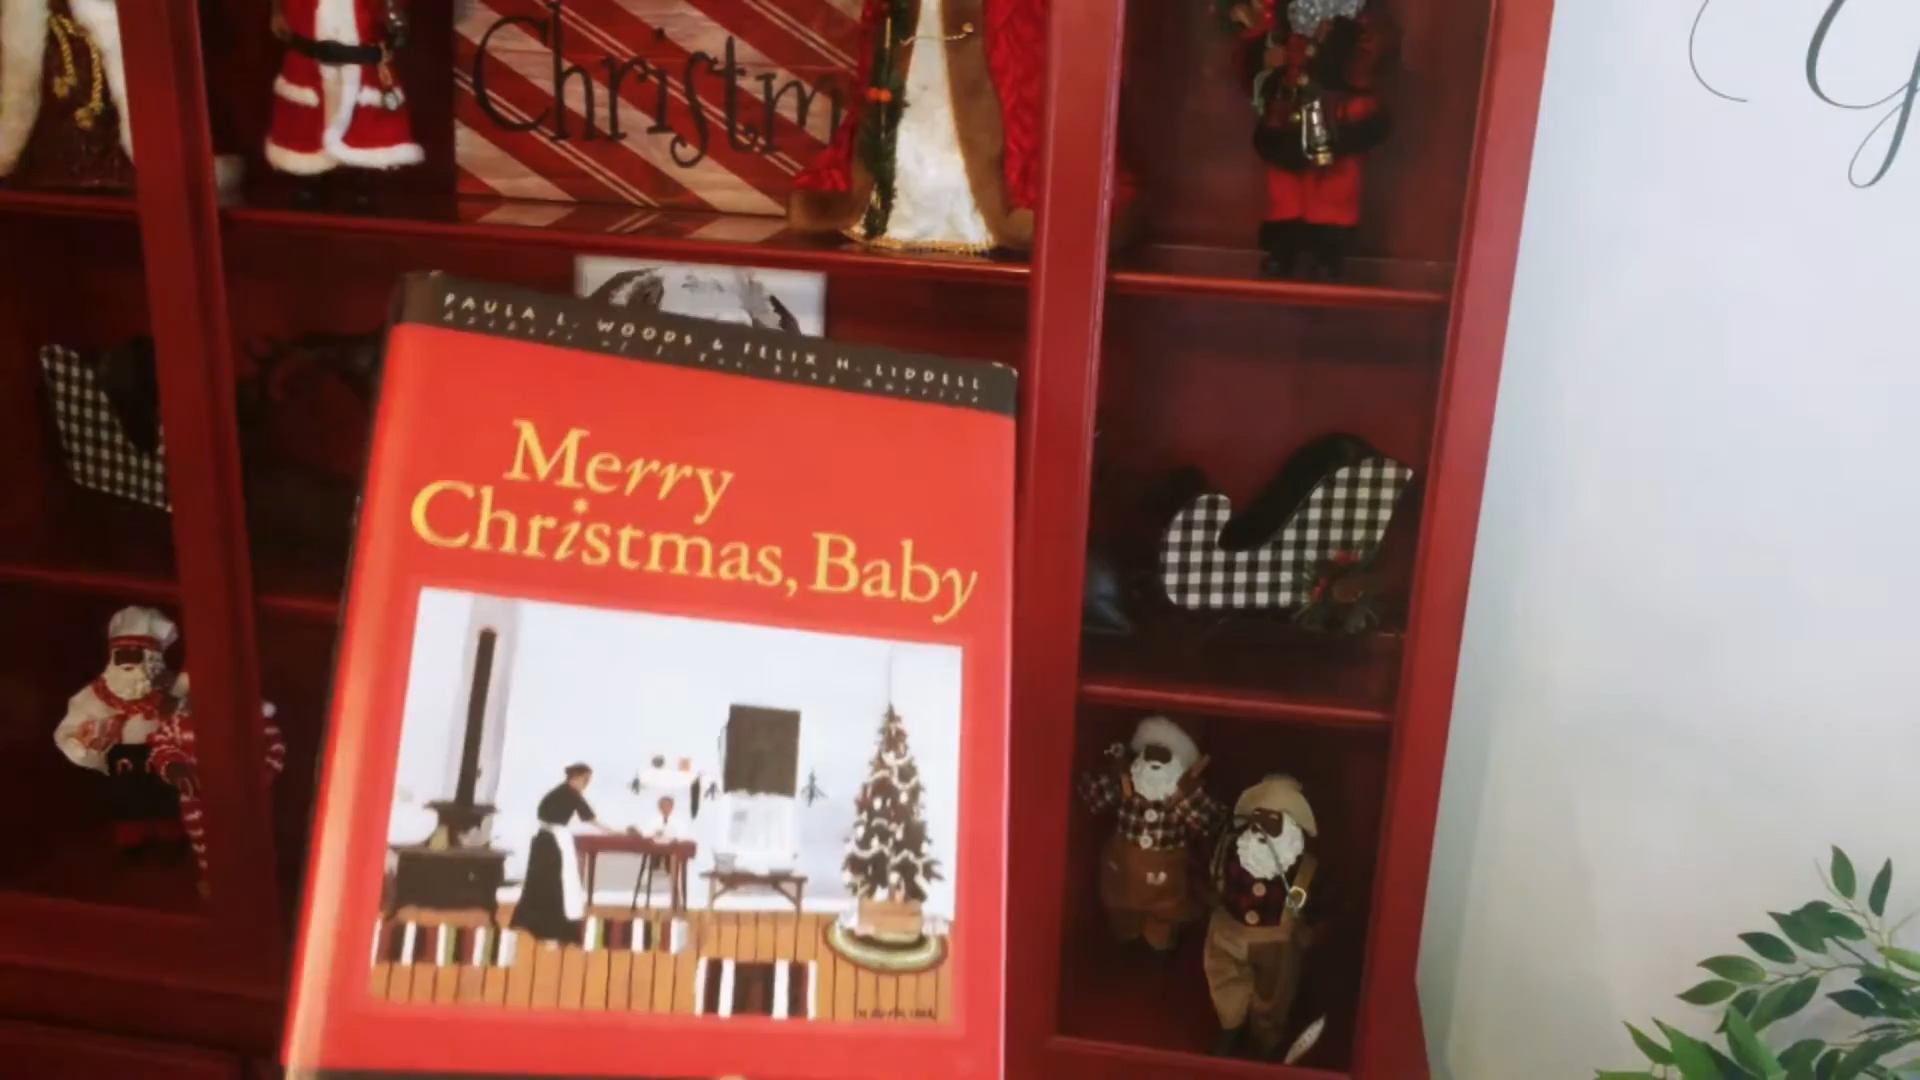 Christm
PAULA L. WOODS & FELIX H. LIDDELL
Merry
Christmas, Baby